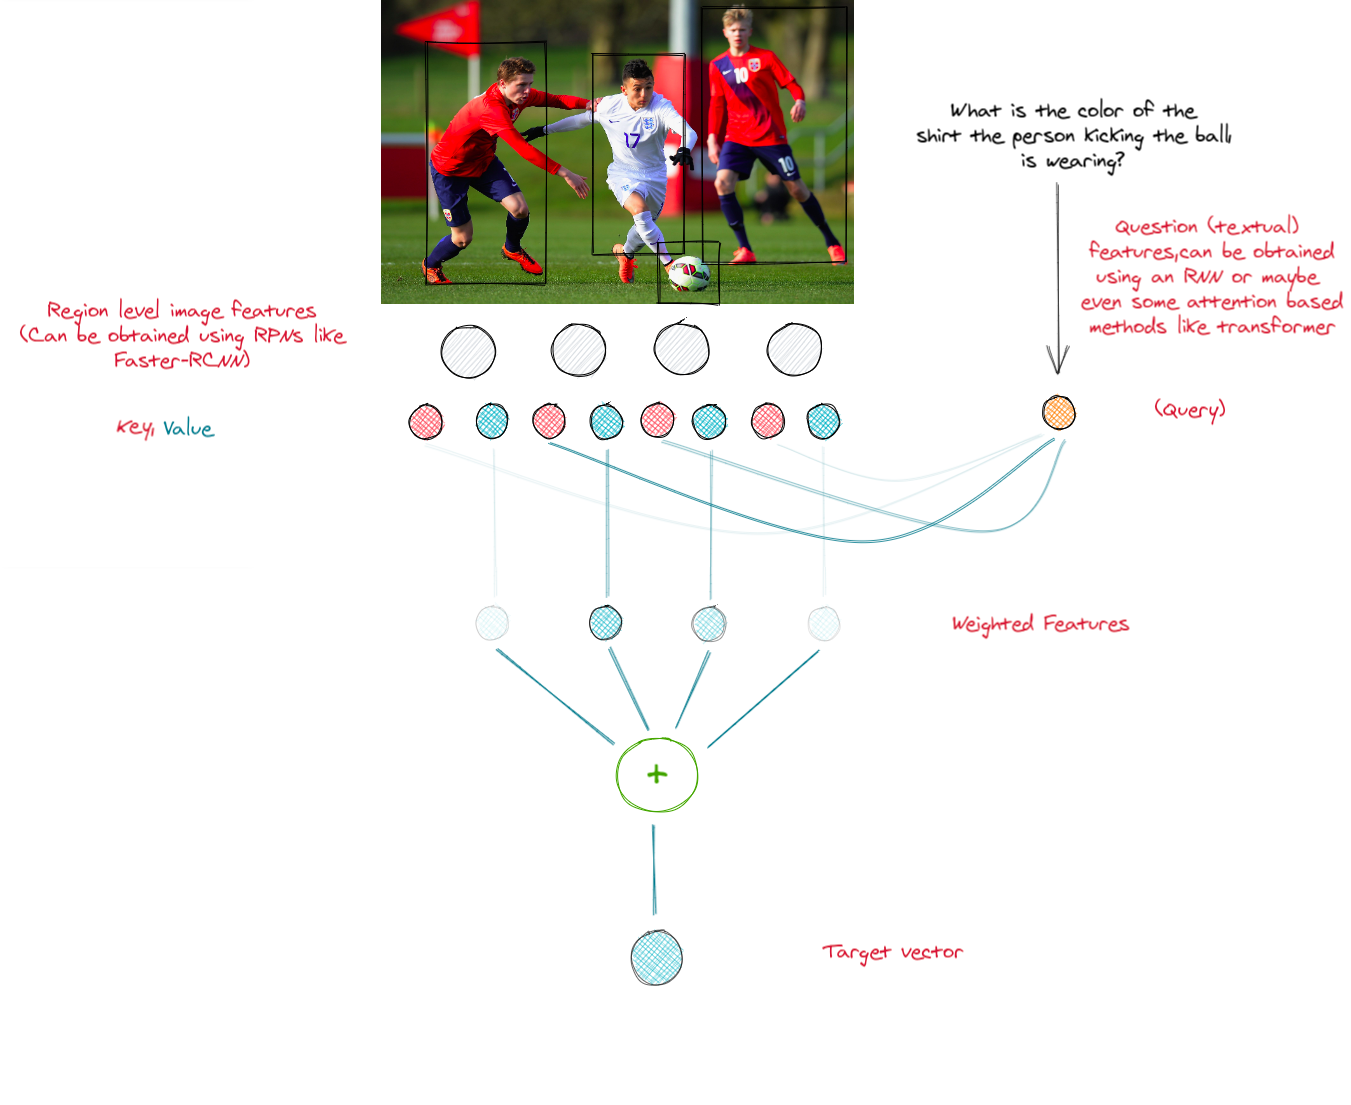 17
10
10
What is the color of the
shirt the person kicking the ball
is wearing?
Question (textual)
features,can be obtained
using an RNN or maybe
even some attention based
methods like transformer
Region level image features
(Can be obtained using RPNs like
Faster-RCNN)
Key, Value
(Query)
Weighted Features
+
Target vector